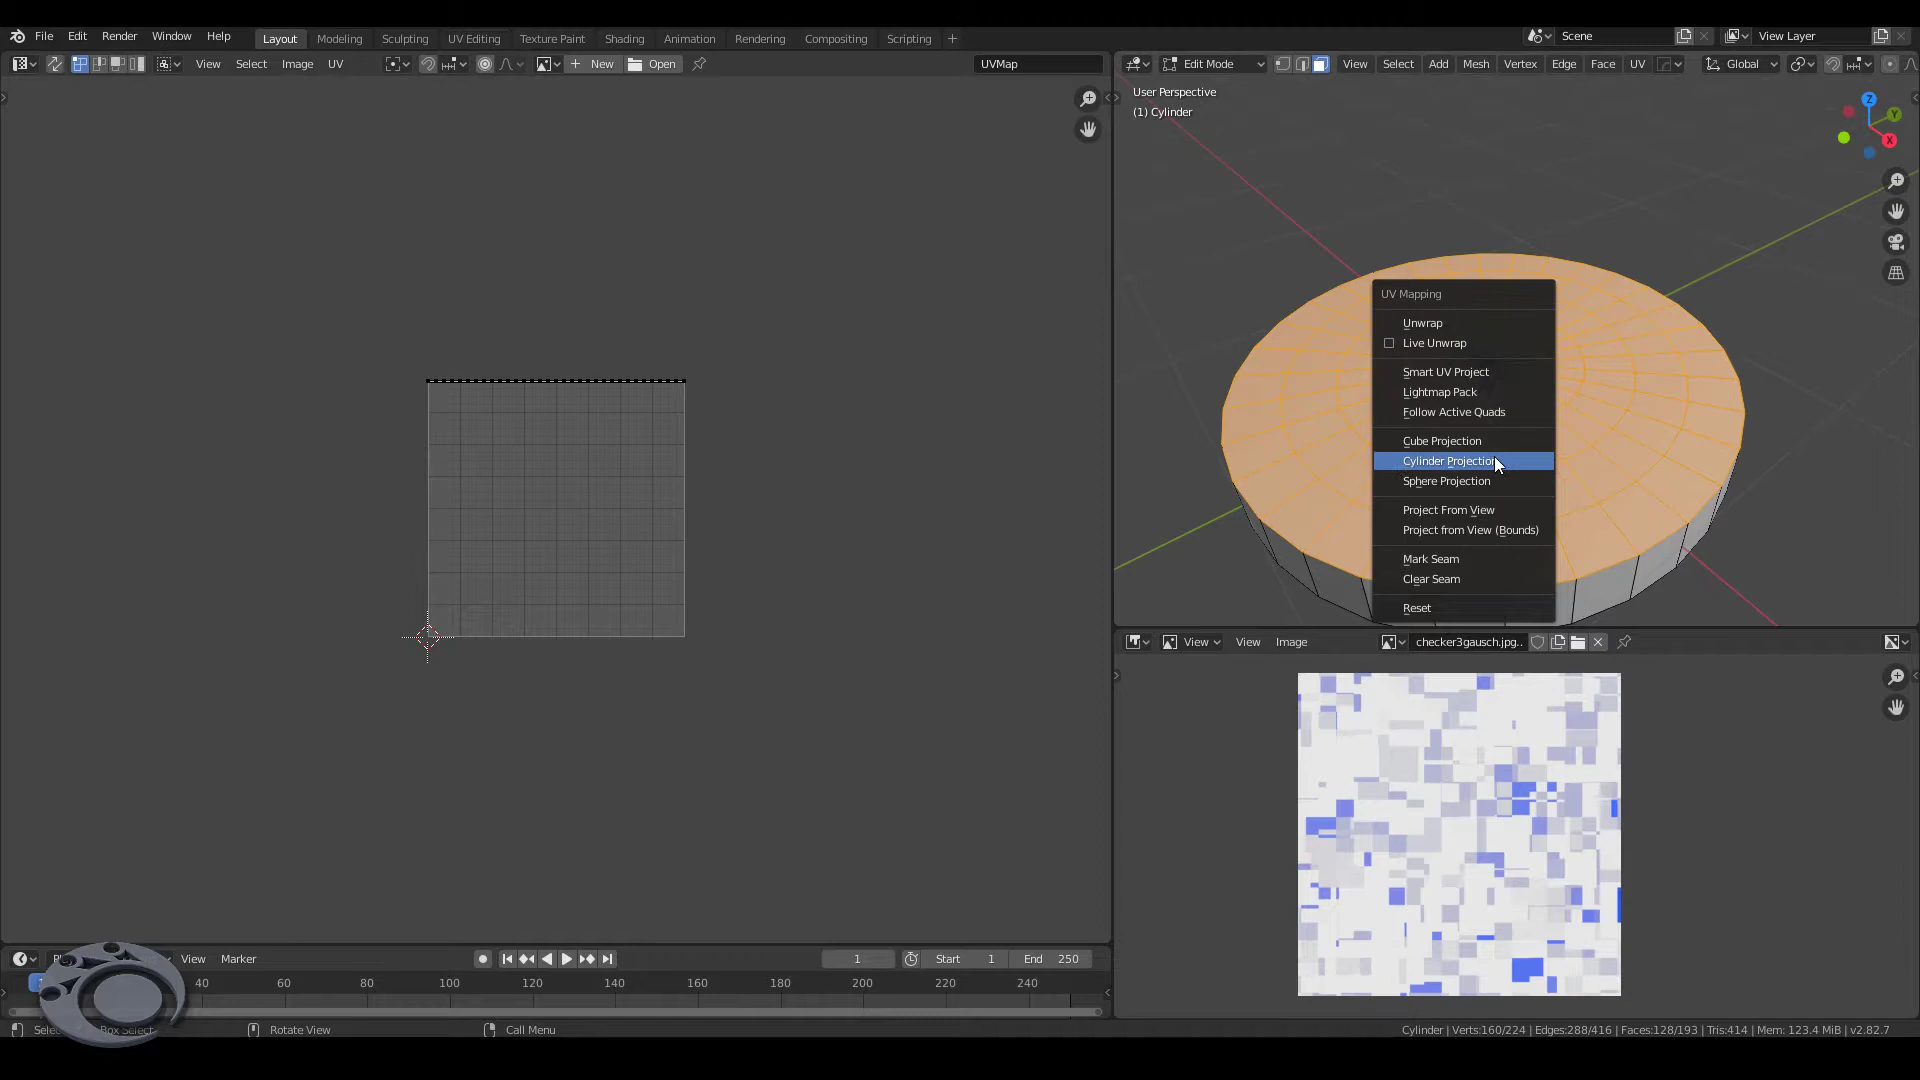 File Edit Render Window Help Layout Modeling Sculpting UV Editing Texture Paint Shading Animation Rendering Compositing Scripting + Scene View Layer
View Select Image UV New Open UVMap
Edit Mode View Select Add Mesh Vertex Edge Face UV Global
User Perspective
(1) Cylinder
Z
Y
X
UV Mapping
Unwrap
Live Unwrap
Smart UV Project
Lightmap Pack
Follow Active Quads
Cube Projection
Cylinder Projection
Sphere Projection
Project From View
Project from View (Bounds)
Mark Seam
Clear Seam
Reset
View View Image checker3gausch.jpg..
View Marker 1 Start 1 End 250
40 60 80 100 120 140 160 180 200 220 240
Box Select Rotate View Call Menu Cylinder | Verts:160/224 | Edges:288/416 | Faces:128/193 | Tris:414 | Mem: 123.4 MiB | v2.82.7